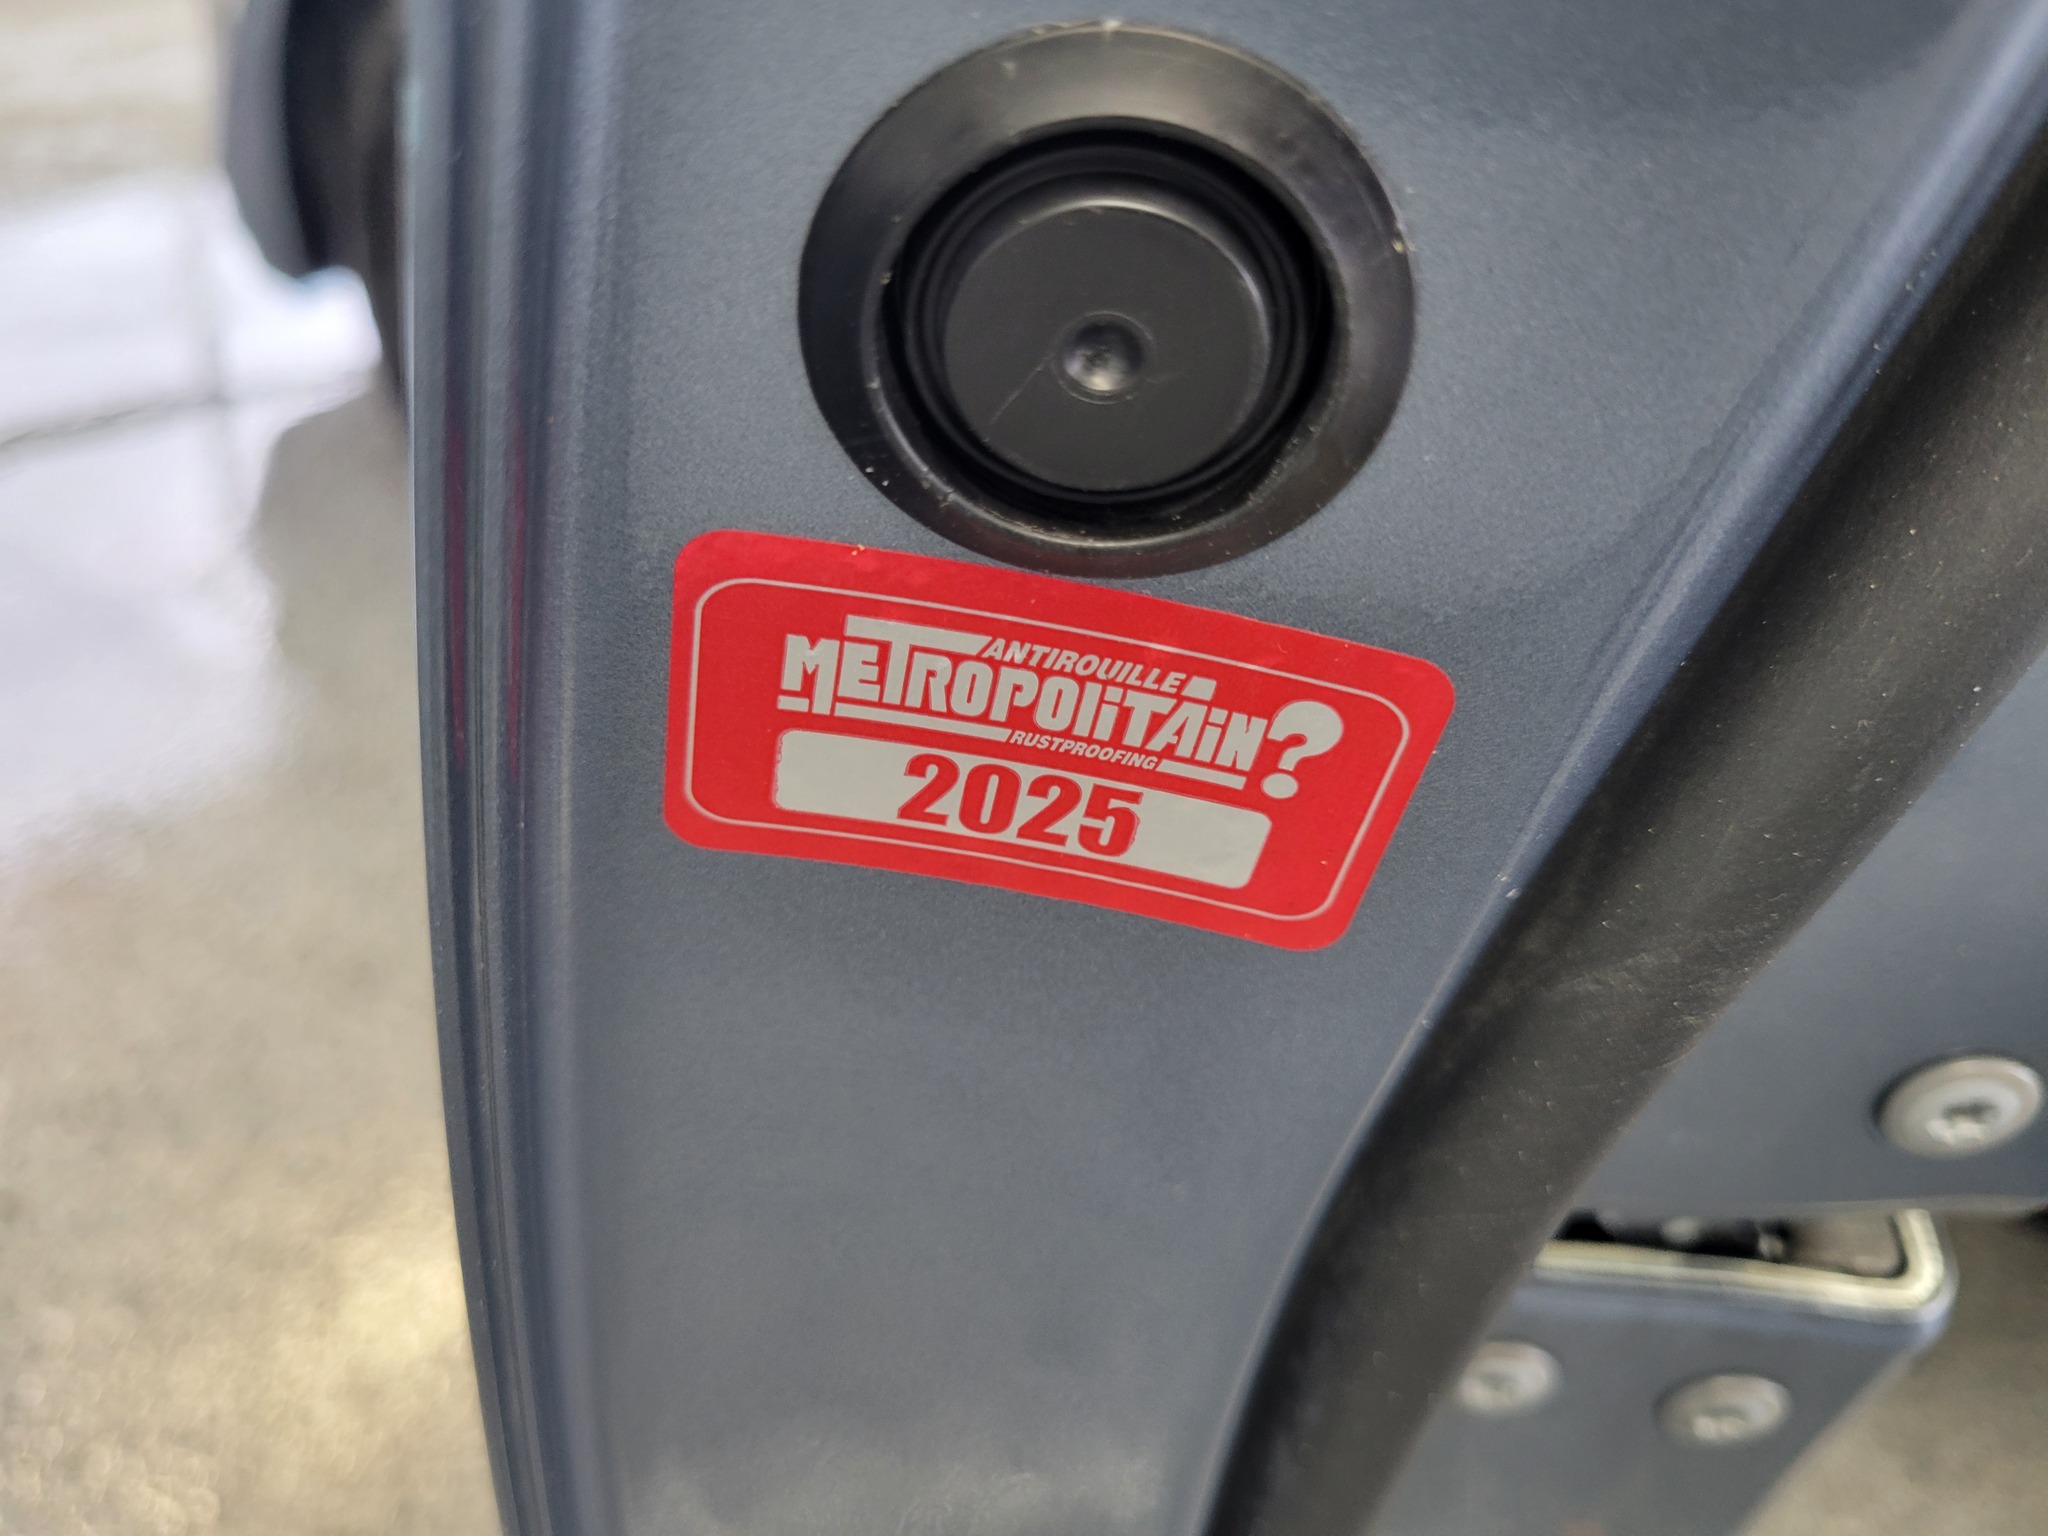 ANTIROUILLE
METROPOLITAIN?
RUSTPROOFING
2025